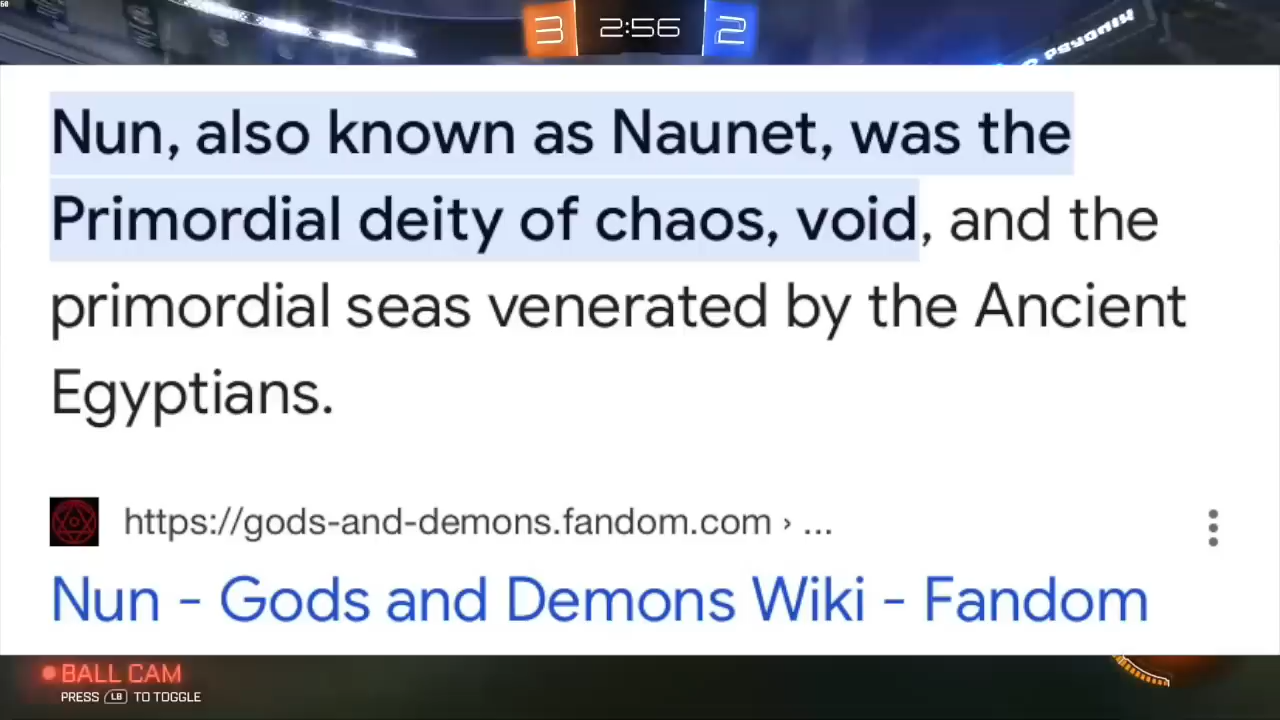 60
3 2:56 2
PSYONIX
Nun, also known as Naunet, was the
Primordial deity of chaos, void, and the
primordial seas venerated by the Ancient
Egyptians.
https://gods-and-demons.fandom.com › ...
Nun - Gods and Demons Wiki - Fandom
BALL CAM
PRESS LB TO TOGGLE